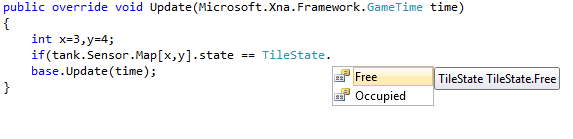 public override void Update(Microsoft.Xna.Framework.GameTime time)
{
int x=3,y=4;
if(tank.Sensor.Map[x,y].state == TileState.
base.Update(time);
}
Free
TileState TileState.Free
Occupied